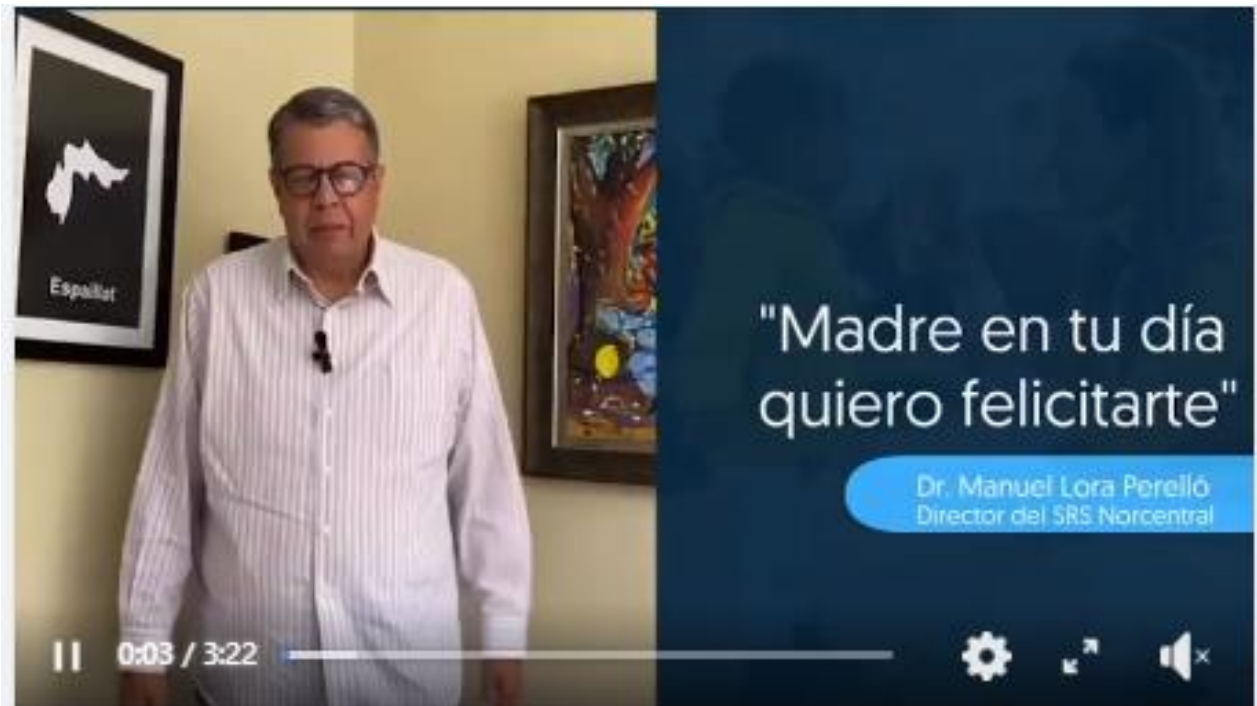 Espaillat
"Madre en tu día
quiero felicitarte"
Dr. Manuel Lora Perelló
Director del SRS Norcentral
0:03 / 3:22